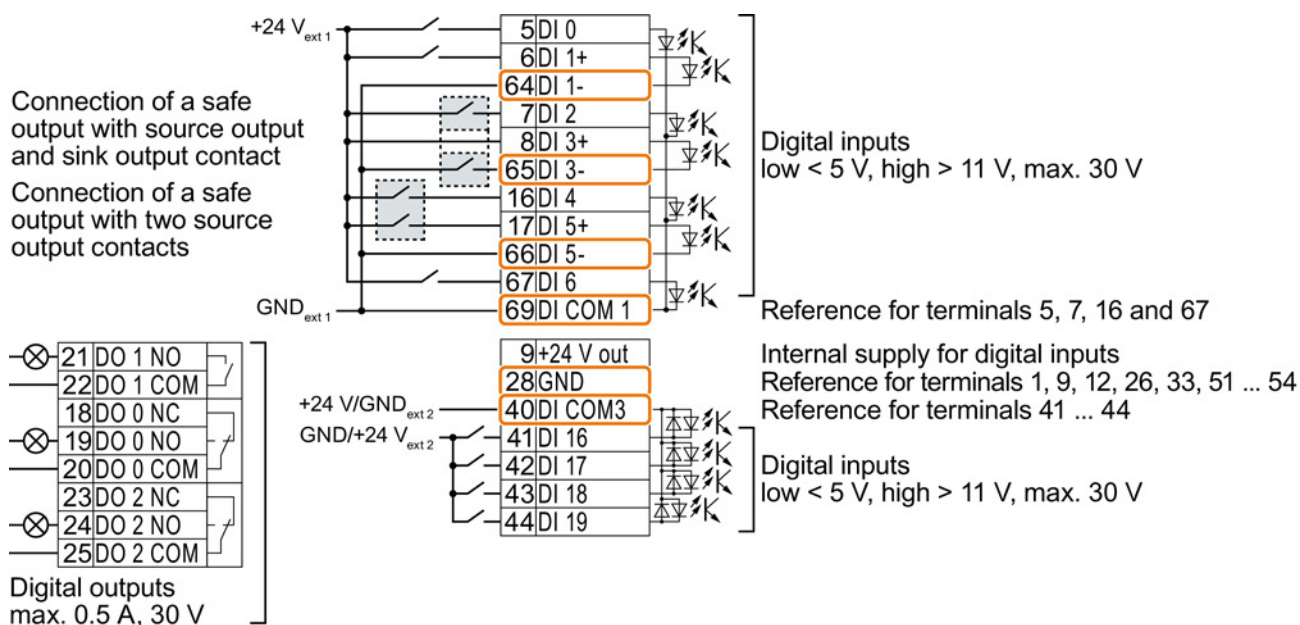 +24 V ext 1
5 DI 0
6 DI 1+
64 DI 1-
Connection of a safe
output with source output
and sink output contact
7 DI 2
8 DI 3+
65 DI 3-
Digital inputs
low < 5 V, high > 11 V, max. 30 V
Connection of a safe
output with two source
output contacts
16 DI 4
17 DI 5+
66 DI 5-
67 DI 6
GND ext 1
69 DI COM 1
Reference for terminals 5, 7, 16 and 67
9 +24 V out
Internal supply for digital inputs
28 GND
Reference for terminals 1, 9, 12, 26, 33, 51 ... 54
+24 V/GND ext 2
40 DI COM3
Reference for terminals 41 ... 44
GND/+24 V ext 2
41 DI 16
42 DI 17
43 DI 18
44 DI 19
Digital inputs
low < 5 V, high > 11 V, max. 30 V
21 DO 1 NO
22 DO 1 COM
18 DO 0 NC
19 DO 0 NO
20 DO 0 COM
23 DO 2 NC
24 DO 2 NO
25 DO 2 COM
Digital outputs
max. 0.5 A, 30 V